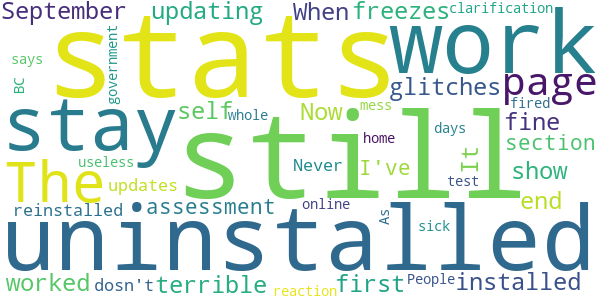 September updating When freezes clarification
stats work
says BC government glitches page
stay self whole Now mess fired fine
still
The useless updates home days It section
Never I've test show
reinstalled assessment online As sick end
uninstalled
worked dosn't terrible reaction first People installed